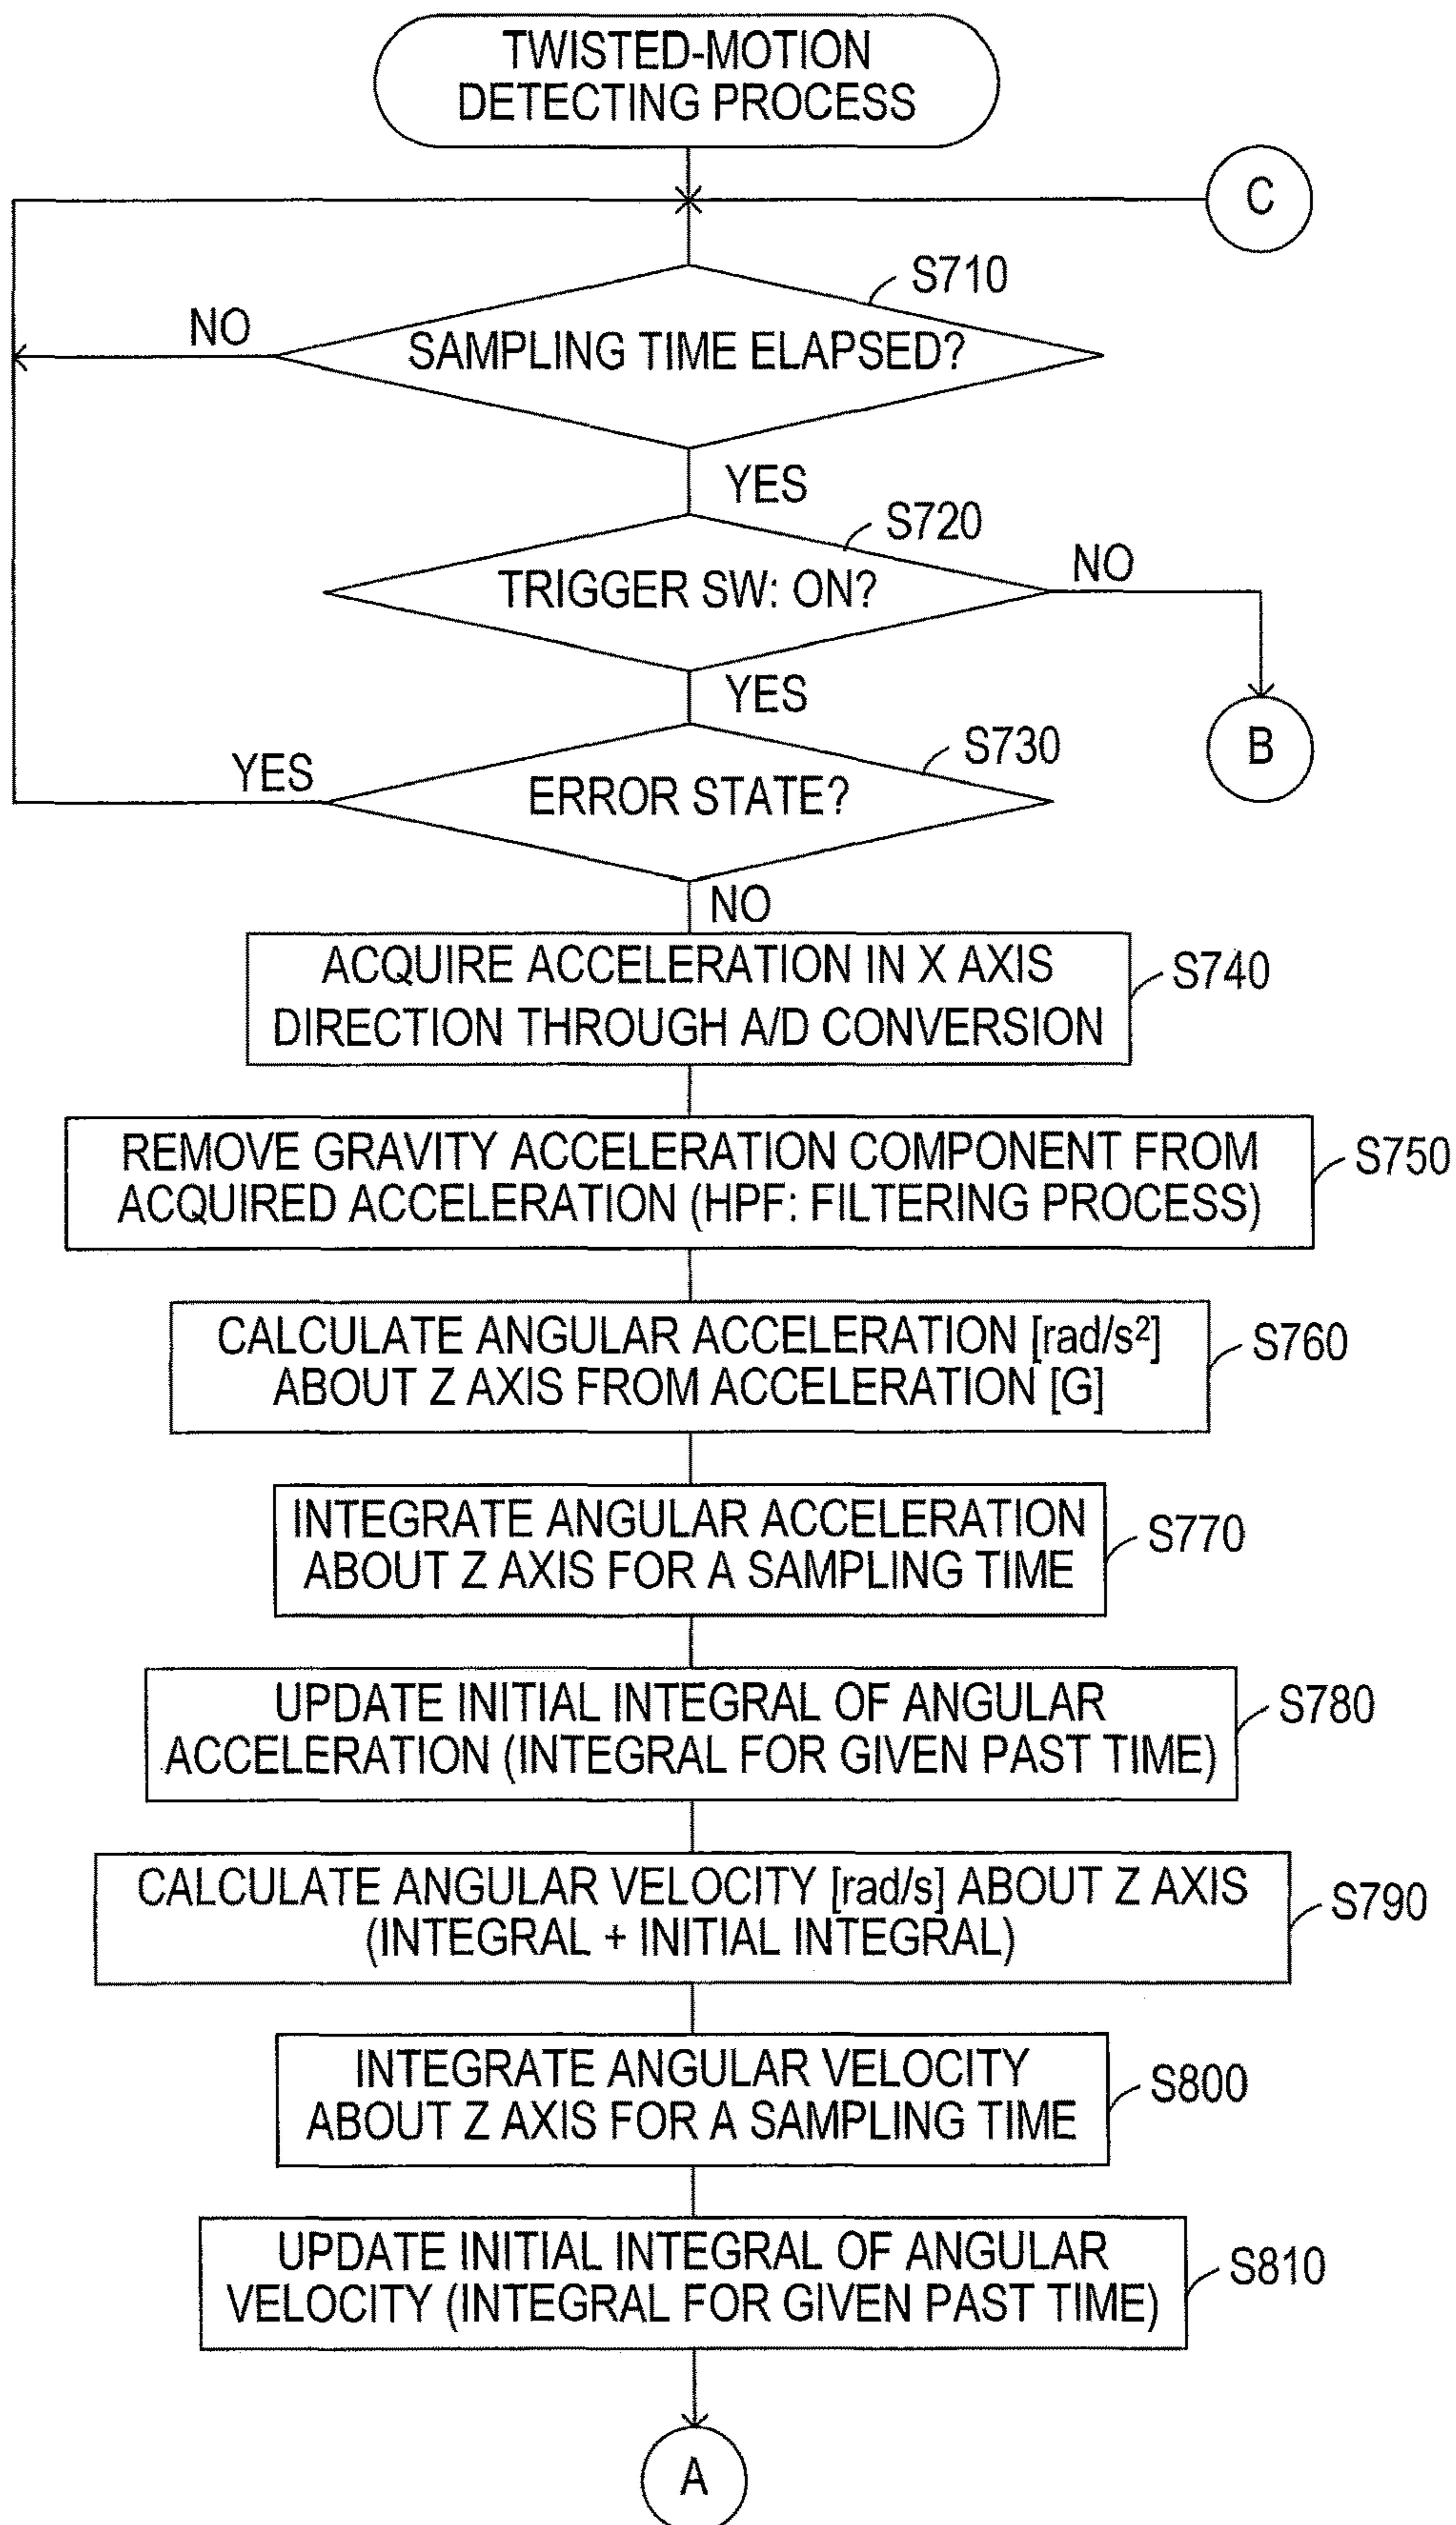 TWISTED-MOTION
DETECTING PROCESS
C
S710
NO
SAMPLING TIME ELAPSED?
YES
S720
NO
TRIGGER SW: ON?
YES
B
S730
YES
ERROR STATE?
NO
ACQUIRE ACCELERATION IN X AXIS
DIRECTION THROUGH A/D CONVERSION
S740
REMOVE GRAVITY ACCELERATION COMPONENT FROM
ACQUIRED ACCELERATION (HPF: FILTERING PROCESS)
S750
CALCULATE ANGULAR ACCELERATION [rad/s²]
ABOUT Z AXIS FROM ACCELERATION [G]
S760
INTEGRATE ANGULAR ACCELERATION
ABOUT Z AXIS FOR A SAMPLING TIME
S770
UPDATE INITIAL INTEGRAL OF ANGULAR
ACCELERATION (INTEGRAL FOR GIVEN PAST TIME)
S780
CALCULATE ANGULAR VELOCITY [rad/s] ABOUT Z AXIS
(INTEGRAL + INITIAL INTEGRAL)
S790
INTEGRATE ANGULAR VELOCITY
ABOUT Z AXIS FOR A SAMPLING TIME
S800
UPDATE INITIAL INTEGRAL OF ANGULAR
VELOCITY (INTEGRAL FOR GIVEN PAST TIME)
S810
A